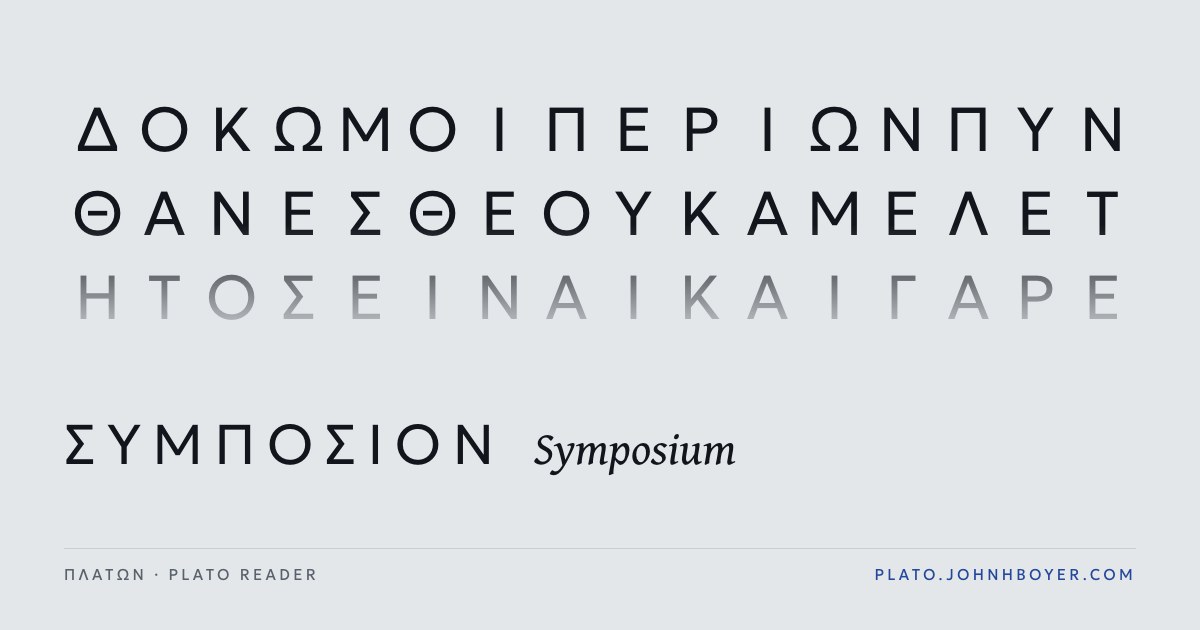 ΔΟΚΩΜΟΙΠΕΡΙΩΝΠΥΝ
ΘΑΝΕΣΘΕΟΥΚΑΜΕΛΕΤ
ΗΤΟΣΕΙΝΑΙΚΑΙΓΑΡΕ
ΣΥΜΠΟΣΙΟΝ Symposium
ΠΛΑΤΩΝ · PLATO READER
PLATO.JOHNHBOYER.COM